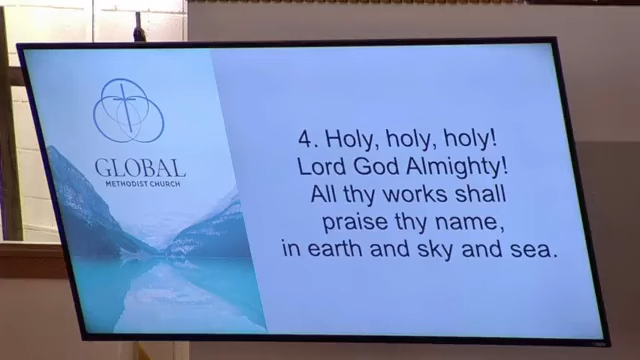 GLOBAL
METHODIST CHURCH
4. Holy, holy, holy!
Lord God Almighty!
All thy works shall
praise thy name,
in earth and sky and sea.